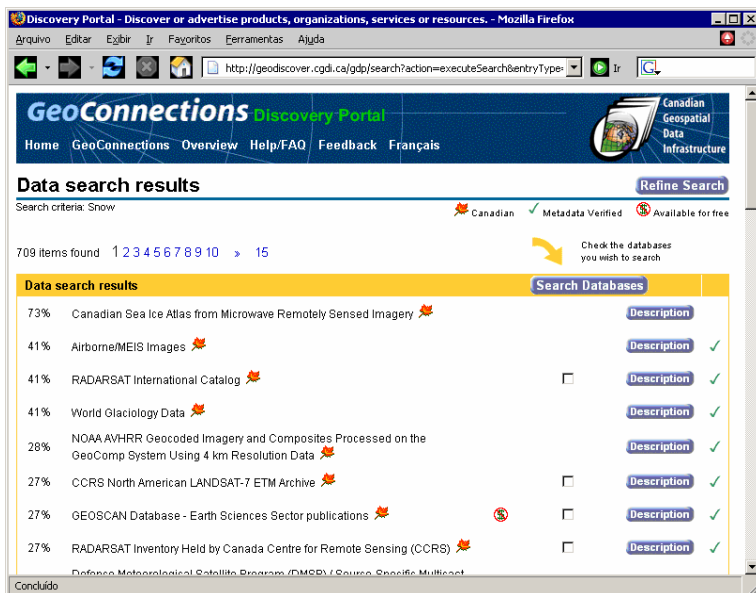 Discovery Portal - Discover or advertise products, organizations, services or resources. - Mozilla Firefox
Arquivo Editar Exibir Ir Favoritos Ferramentas Ajuda
http://geodiscover.cgdi.ca/gdp/search?action=executeSearch&entryType= Ir G
GeoConnections Discovery Portal
Canadian
Geospatial
Data
Infrastructure
Home GeoConnections Overview Help/FAQ Feedback Français
Data search results Refine Search
Search criteria: Snow
Canadian Metadata Verified Available for free
709 items found 1 2 3 4 5 6 7 8 9 10 » 15
Check the databases
you wish to search
Data search results Search Databases
73% Canadian Sea Ice Atlas from Microwave Remotely Sensed Imagery Description
41% Airborne/MEIS Images Description
41% RADARSAT International Catalog Description
41% World Glaciology Data Description
28% NOAA AVHRR Geocoded Imagery and Composites Processed on the
GeoComp System Using 4 km Resolution Data Description
27% CCRS North American LANDSAT-7 ETM Archive Description
27% GEOSCAN Database - Earth Sciences Sector publications Description
27% RADARSAT Inventory Held by Canada Centre for Remote Sensing (CCRS) Description
Defense Meteorological Satellite Program (DMSP) / Source Specific Multicast
Concluído